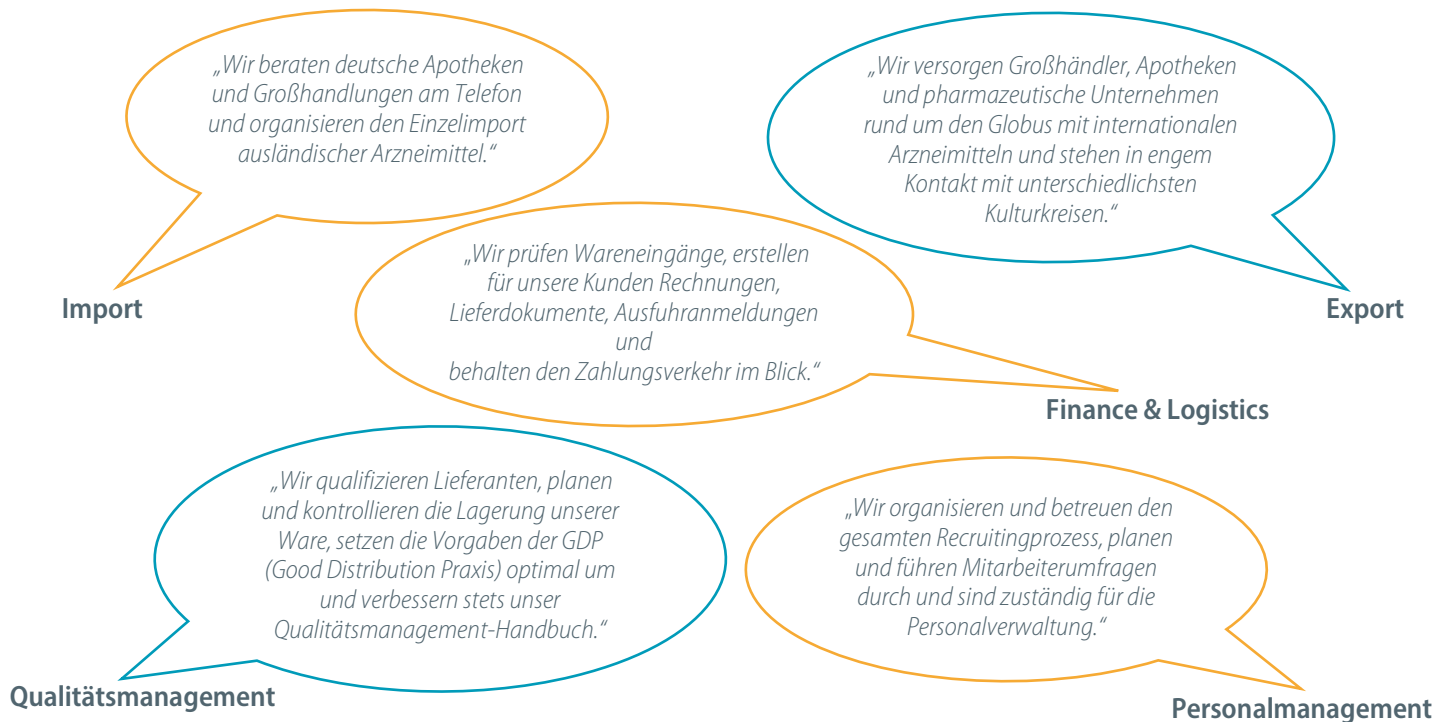 „Wir beraten deutsche Apotheken
und Großhandlungen am Telefon
und organisieren den Einzelimport
ausländischer Arzneimittel.“
Import
„Wir versorgen Großhändler, Apotheken
und pharmazeutische Unternehmen
rund um den Globus mit internationalen
Arzneimitteln und stehen in engem
Kontakt mit unterschiedlichsten
Kulturkreisen.“
Export
„Wir prüfen Wareneingänge, erstellen
für unsere Kunden Rechnungen,
Lieferdokumente, Ausfuhranmeldungen
und
behalten den Zahlungsverkehr im Blick.“
Finance & Logistics
„Wir qualifizieren Lieferanten, planen
und kontrollieren die Lagerung unserer
Ware, setzen die Vorgaben der GDP
(Good Distribution Praxis) optimal um
und verbessern stets unser
Qualitätsmanagement-Handbuch.“
Qualitätsmanagement
„Wir organisieren und betreuen den
gesamten Recruitingprozess, planen
und führen Mitarbeiterumfragen
durch und sind zuständig für die
Personalverwaltung.“
Personalmanagement